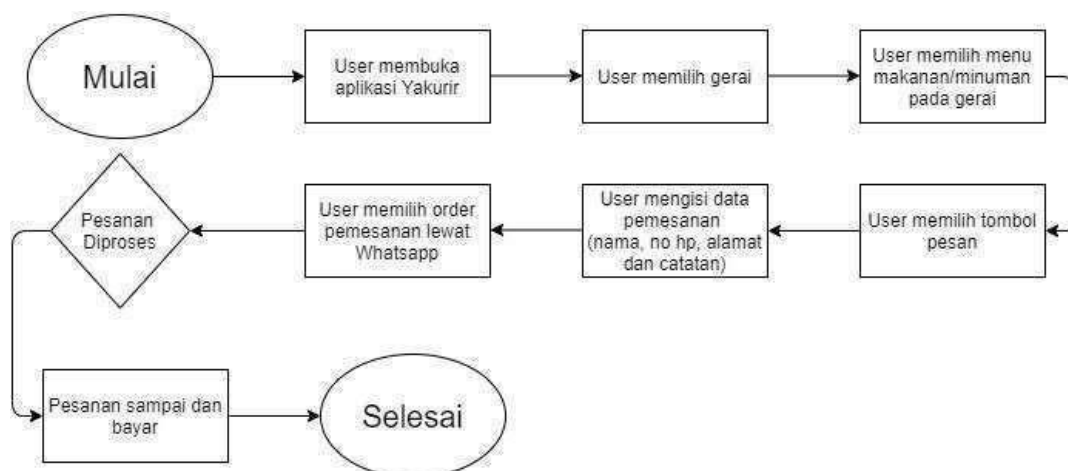 Mulai
User membuka
aplikasi Yakurir
User memilih gerai
User memilih menu
makanan/minuman
pada gerai
User memilih tombol
pesan
User mengisi data
pemesanan
(nama, no hp, alamat
dan catatan)
User memilih order
pemesanan lewat
Whatsapp
Pesanan
Diproses
Pesanan sampai dan
bayar
Selesai